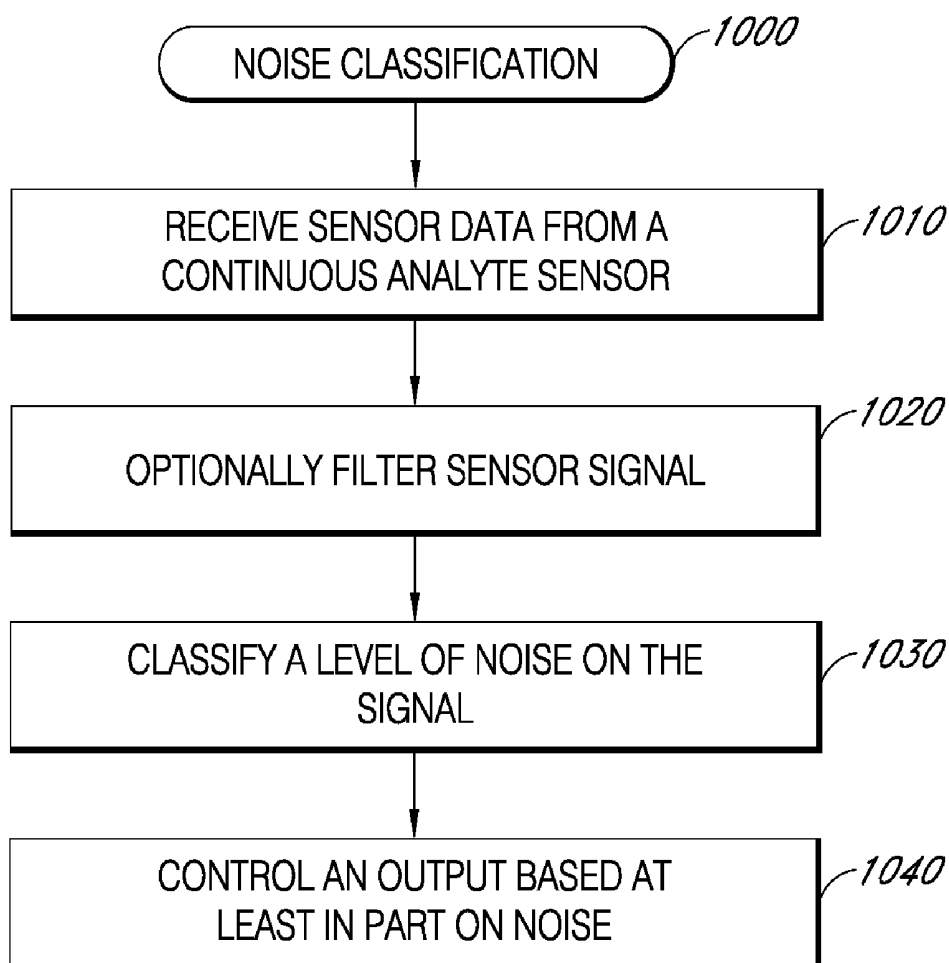 1000
NOISE CLASSIFICATION
RECEIVE SENSOR DATA FROM A
CONTINUOUS ANALYTE SENSOR
1010
OPTIONALLY FILTER SENSOR SIGNAL
1020
CLASSIFY A LEVEL OF NOISE ON THE
SIGNAL
1030
CONTROL AN OUTPUT BASED AT
LEAST IN PART ON NOISE
1040